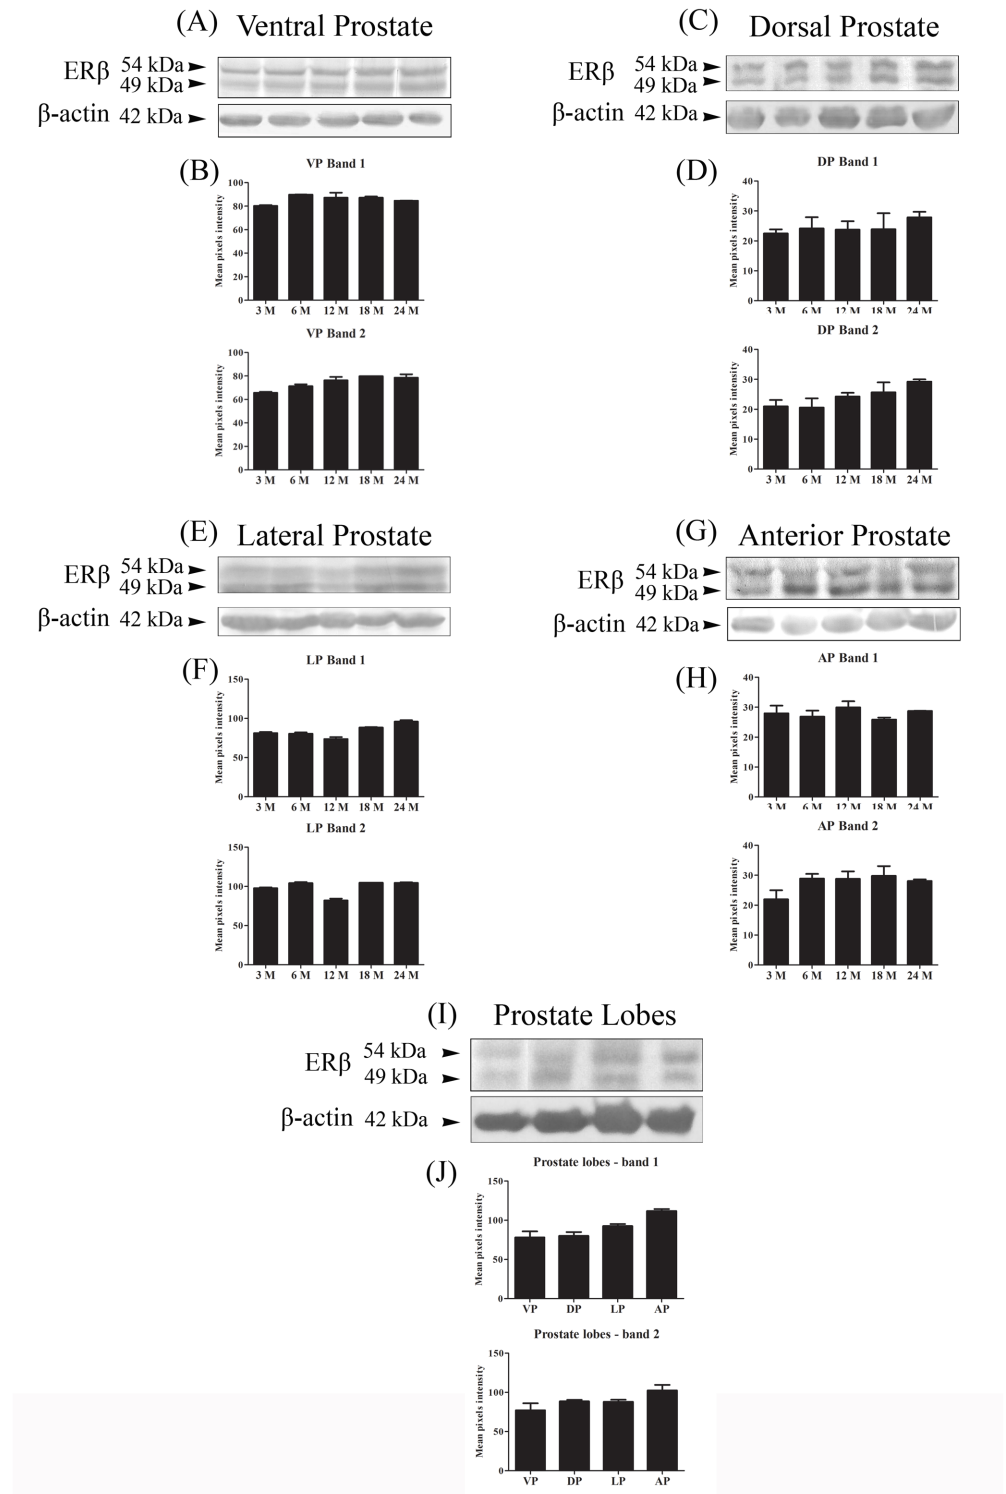 (A) Ventral Prostate
ERβ 54 kDa
49 kDa
β-actin 42 kDa
(B)
VP Band 1
Mean pixels intensity
100
80
60
40
20
0
3 M 6 M 12 M 18 M 24 M
VP Band 2
Mean pixels intensity
100
80
60
40
20
0
3 M 6 M 12 M 18 M 24 M
(C) Dorsal Prostate
ERβ 54 kDa
49 kDa
β-actin 42 kDa
(D)
DP Band 1
Mean pixels intensity
40
30
20
10
0
3 M 6 M 12 M 18 M 24 M
DP Band 2
Mean pixels intensity
40
30
20
10
0
3 M 6 M 12 M 18 M 24 M
(E) Lateral Prostate
ERβ 54 kDa
49 kDa
β-actin 42 kDa
(F)
LP Band 1
Mean pixels intensity
150
100
50
0
3 M 6 M 12 M 18 M 24 M
LP Band 2
Mean pixels intensity
150
100
50
0
3 M 6 M 12 M 18 M 24 M
(G) Anterior Prostate
ERβ 54 kDa
49 kDa
β-actin 42 kDa
(H)
AP Band 1
Mean pixels intensity
40
30
20
10
0
3 M 6 M 12 M 18 M 24 M
AP Band 2
Mean pixels intensity
40
30
20
10
0
3 M 6 M 12 M 18 M 24 M
(I) Prostate Lobes
ERβ 54 kDa
49 kDa
β-actin 42 kDa
(J)
Prostate lobes - band 1
Mean pixels intensity
150
100
50
0
VP DP LP AP
Prostate lobes - band 2
Mean pixels intensity
150
100
50
0
VP DP LP AP